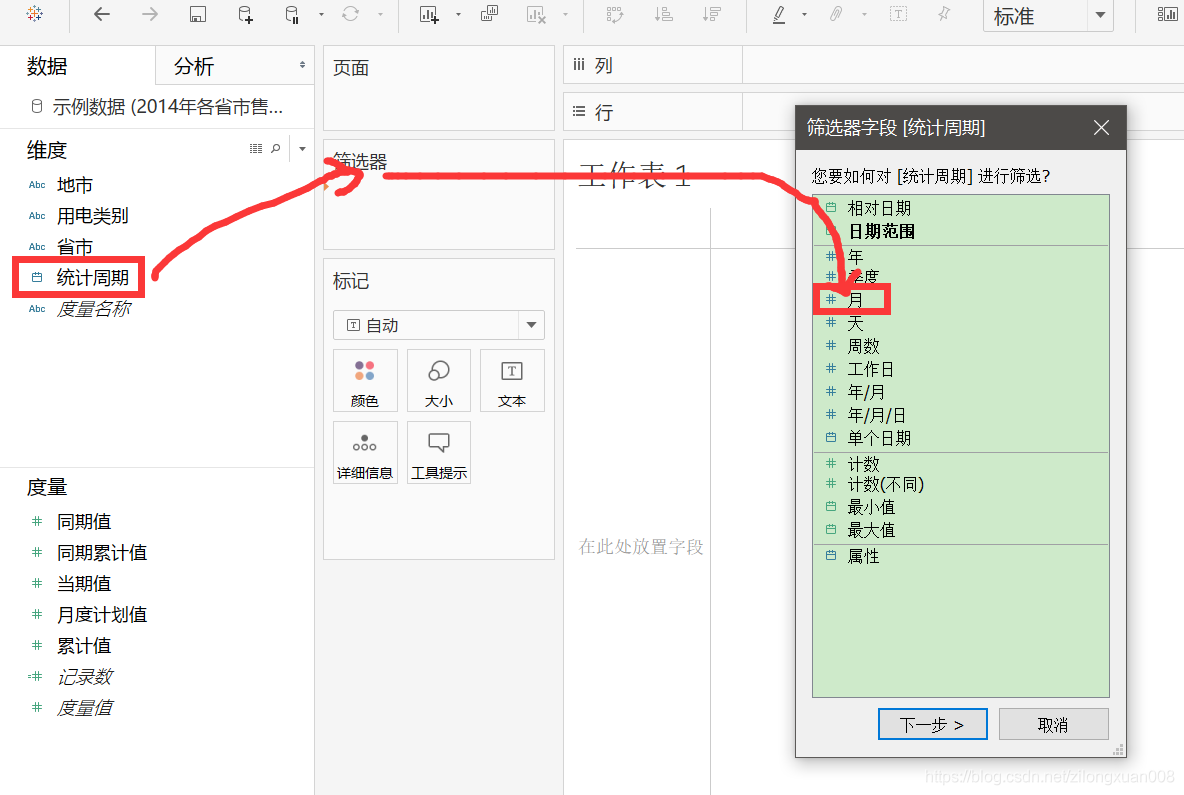 标准
数据
分析
示例数据 (2014年各省市售...
维度
Abc 地市
Abc 用电类别
Abc 省市
统计周期
Abc 度量名称
度量
同期值
同期累计值
当期值
月度计划值
累计值
记录数
度量值
页面
筛选器
标记
自动
颜色
大小
文本
详细信息
工具提示
列
行
工作表 1
在此处放置字段
筛选器字段 [统计周期]
您要如何对 [统计周期] 进行筛选?
相对日期
日期范围
年
季度
月
天
周数
工作日
年/月
年/月/日
单个日期
计数
计数(不同)
最小值
最大值
属性
下一步 >
取消
https://blog.csdn.net/zilongxuan008